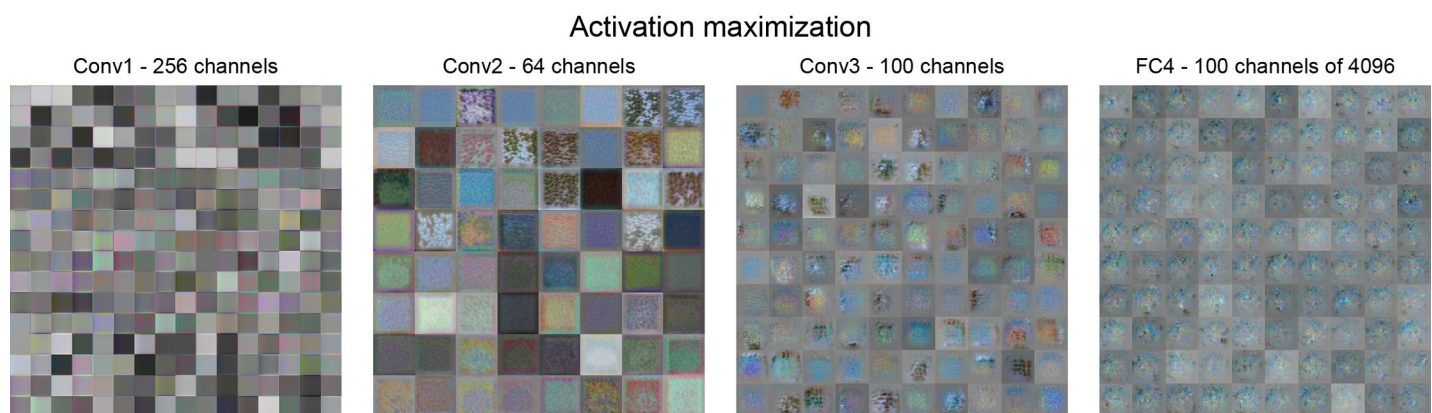 Activation maximization
Conv1 - 256 channels
Conv2 - 64 channels
Conv3 - 100 channels
FC4 - 100 channels of 4096